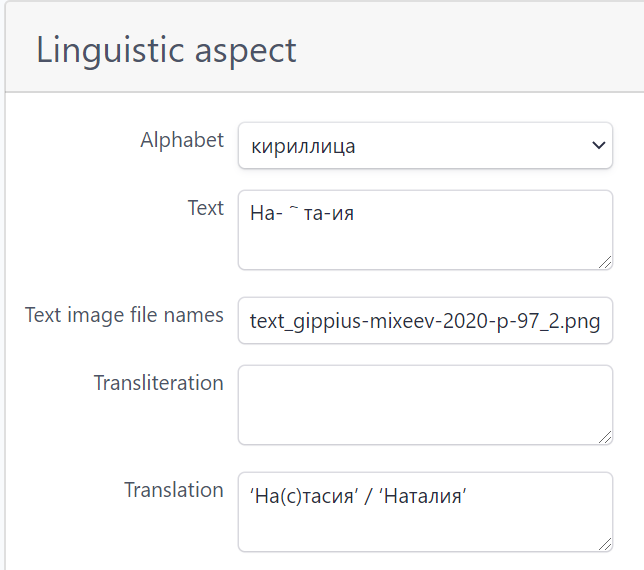 Linguistic aspect
Alphabet кириллица
Text На- ~ та-ия
Text image file names text_gippius-mixeev-2020-p-97_2.png
Transliteration
Translation ‘На(с)тасия’ / ‘Наталия’